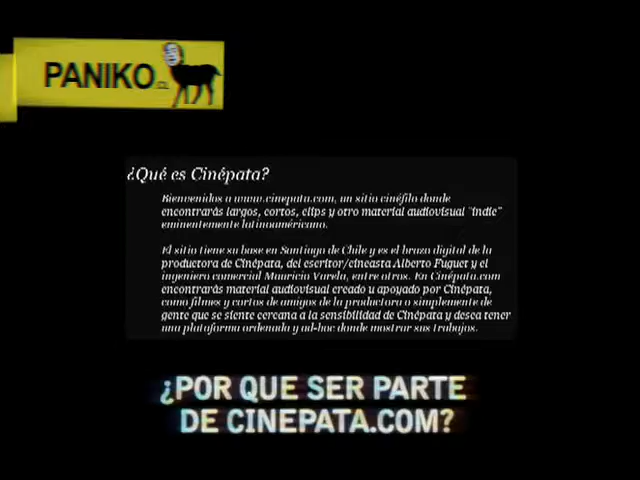 PANIKO.CL
¿Qué es Cinépata?
Bienvenidos a www.cinepata.com, un sitio cinéfilo donde
encontrarás largos, cortos, clips y otro material audiovisual "indie"
eminentemente latinoaméricano.
El sitio tiene su base en Santiago de Chile y es el brazo digital de la
productora de Cinépata, del escritor/cineasta Alberto Fuguet y el
ingeniero comercial Mauricio Varela, entre otros. En Cinépata.com
encontrarás material audiovisual creado u apoyado por Cinépata,
como filmes y cortos de amigos de la productora o simplemente de
gente que se siente cercana a la sensibilidad de Cinépata y desea tener
una plataforma ordenada y ad-hoc donde mostrar sus trabajos.
¿POR QUE SER PARTE
DE CINEPATA.COM?